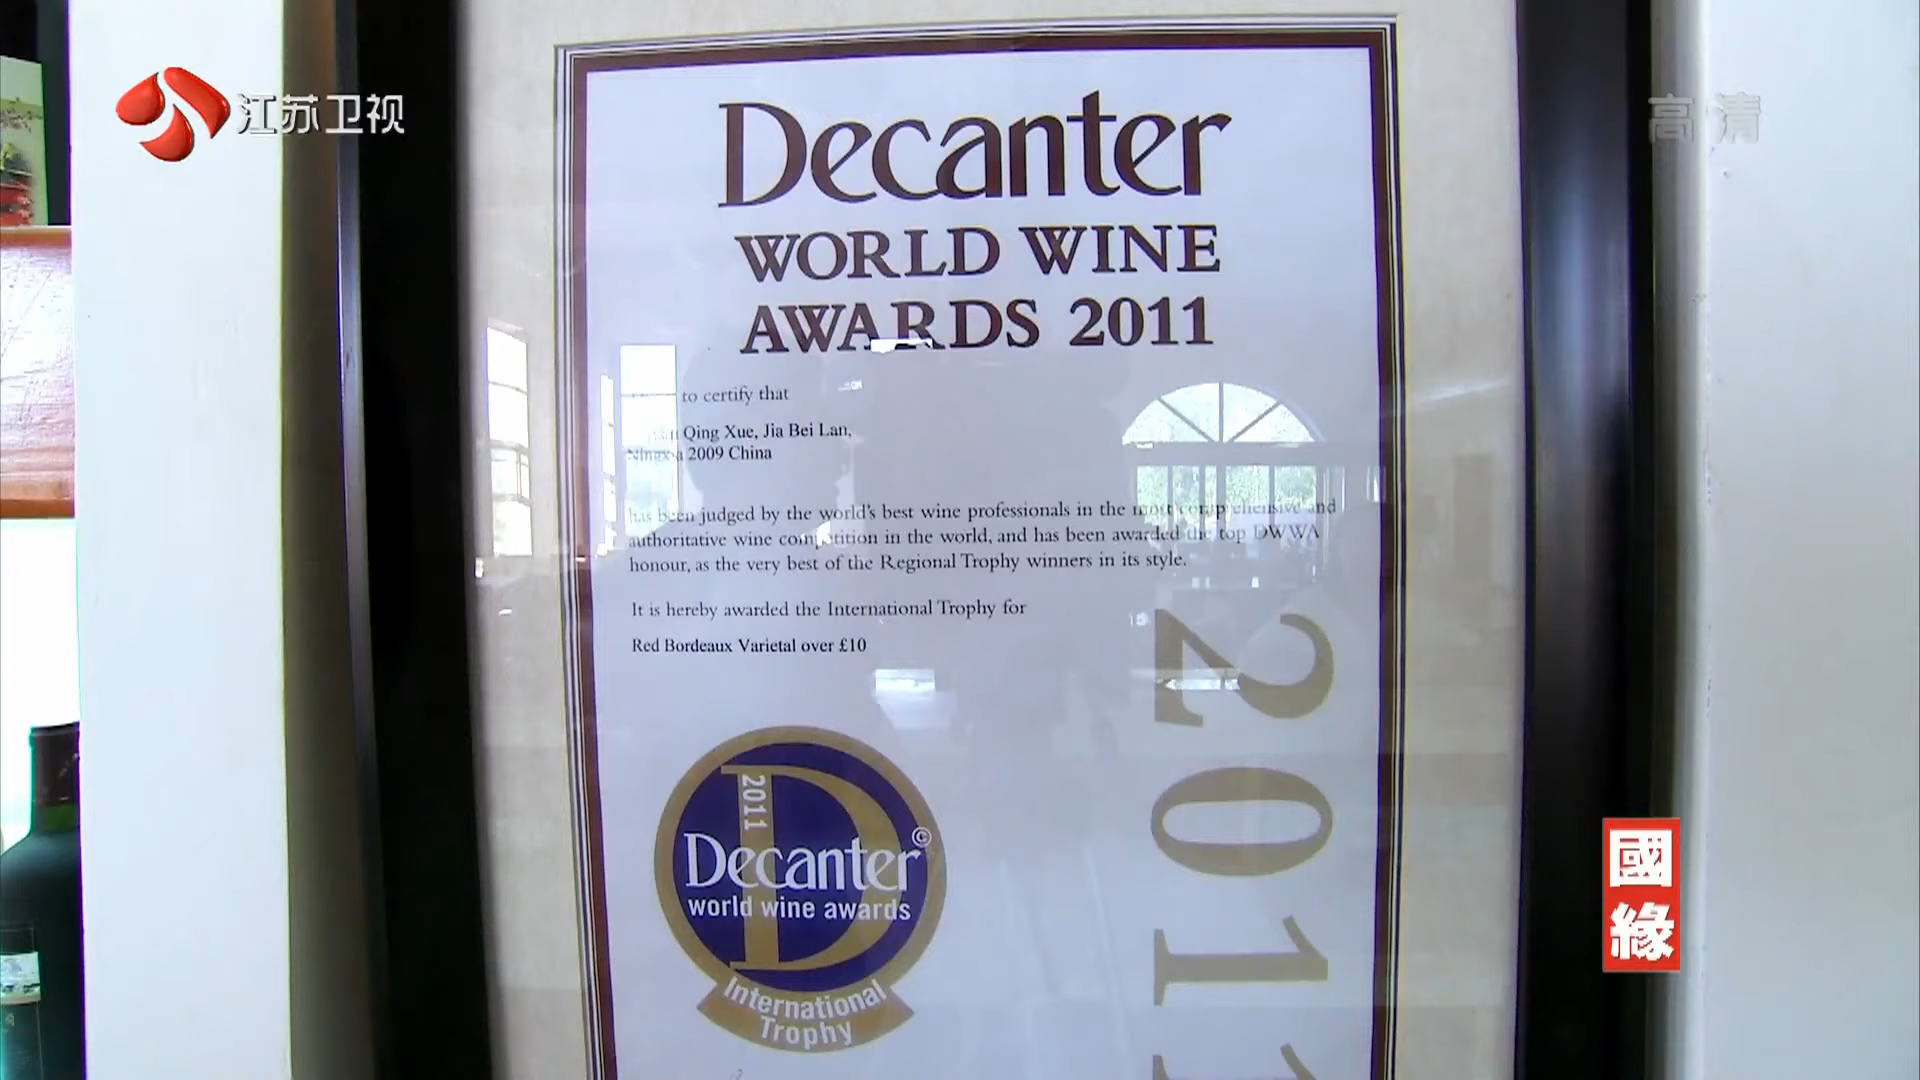 江苏卫视
高清
Decanter
WORLD WINE
AWARDS 2011
to certify that
Qing Xue, Jia Bei Lan,
2009 China
has been judged by the world's best wine professionals in the most comprehensive and
authoritative wine competition in the world, and has been awarded the top DWWA
honour, as the very best of the Regional Trophy winners in its style.
It is hereby awarded the International Trophy for
Red Bordeaux Varietal over £10
2011
2011
Decanter©
world wine awards
International
Trophy
國
緣